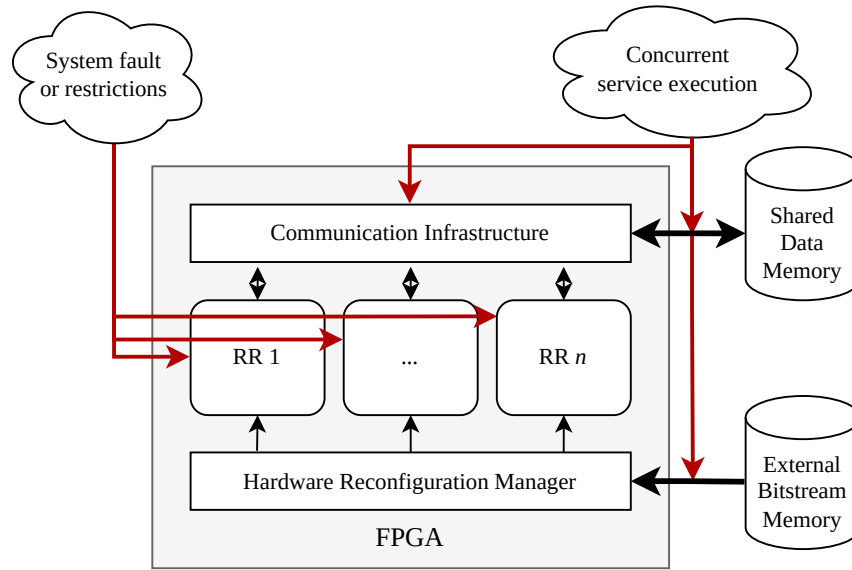 System fault
or restrictions
Concurrent
service execution
Communication Infrastructure
Shared
Data
Memory
RR 1
...
RR n
Hardware Reconfiguration Manager
External
Bitstream
Memory
FPGA